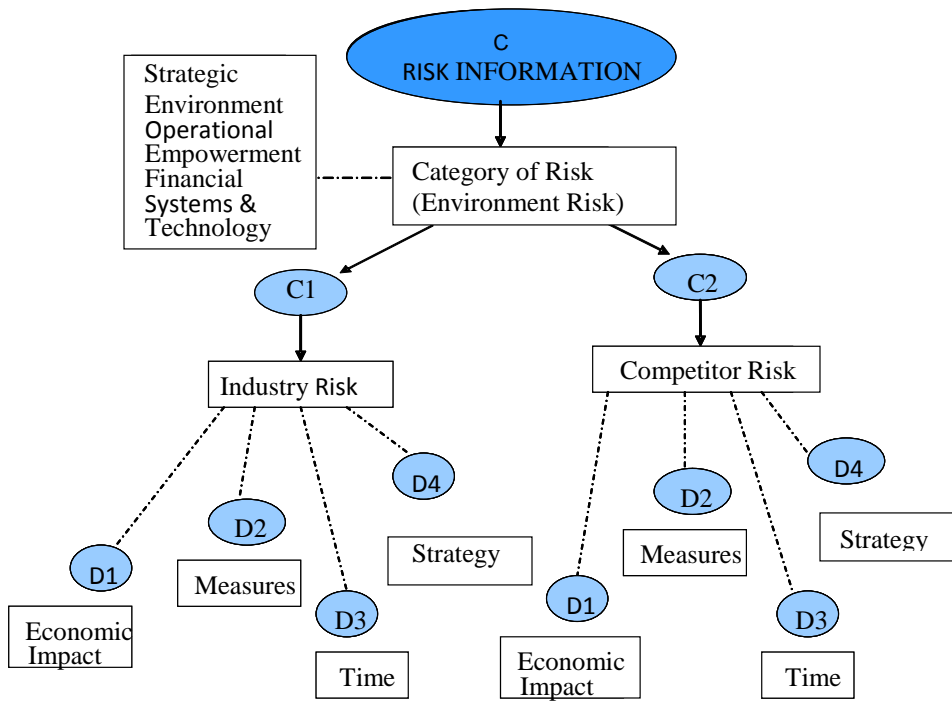 C
RISK INFORMATION
Strategic
Environment
Operational
Empowerment
Financial
Systems &
Technology
Category of Risk
(Environment Risk)
C1
C2
Industry Risk
Competitor Risk
D1
D2
D3
D4
Economic
Impact
Measures
Time
Strategy
D1
D2
D3
D4
Economic
Impact
Measures
Time
Strategy